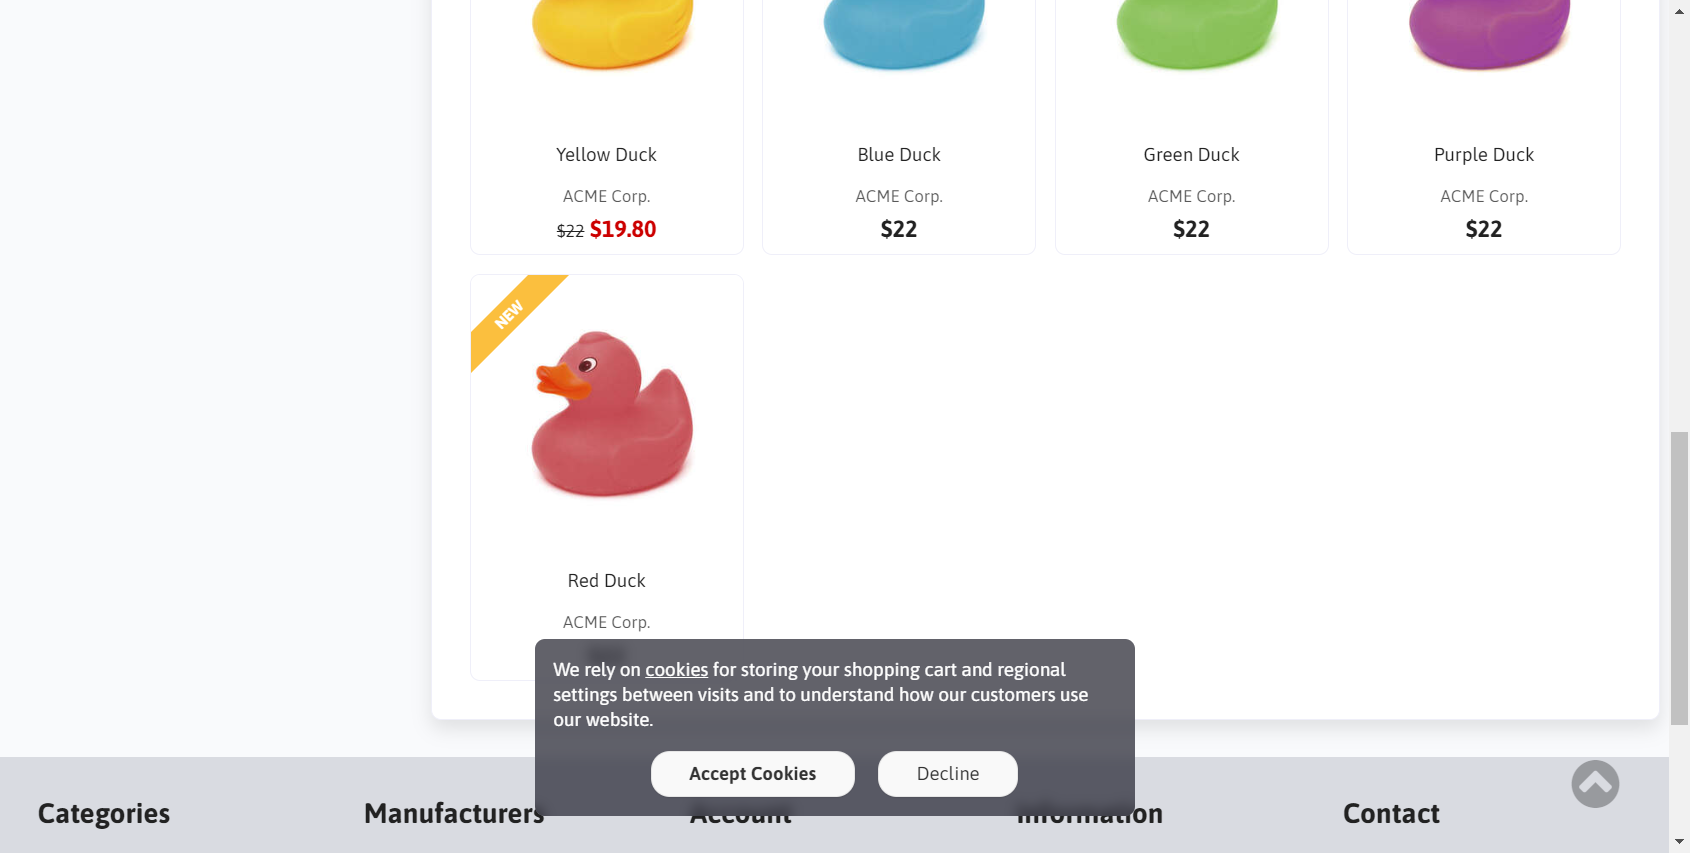 Yellow Duck
ACME Corp.
$22 $19.80
Blue Duck
ACME Corp.
$22
Green Duck
ACME Corp.
$22
Purple Duck
ACME Corp.
$22
NEW
Red Duck
ACME Corp.
We rely on cookies for storing your shopping cart and regional
settings between visits and to understand how our customers use
our website.
Accept Cookies
Decline
Categories
Manufacturers
Account
Information
Contact